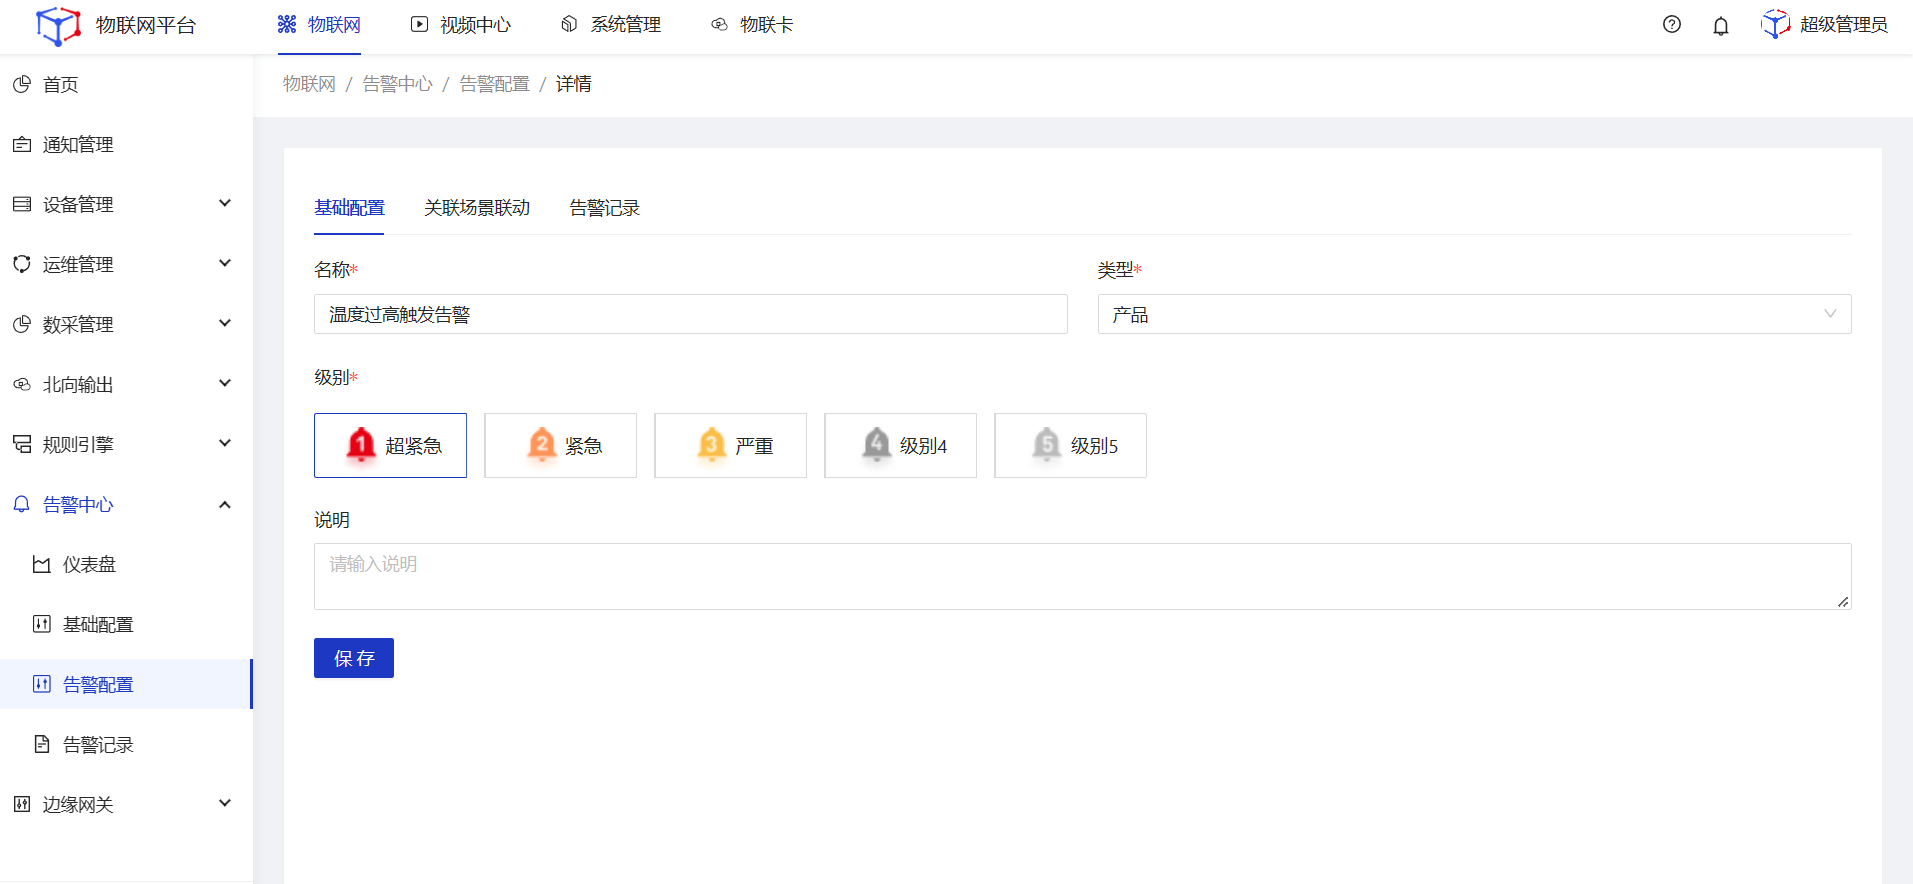 物联网平台
物联网
视频中心
系统管理
物联卡
超级管理员
首页
通知管理
设备管理
运维管理
数采管理
北向输出
规则引擎
告警中心
仪表盘
基础配置
告警配置
告警记录
边缘网关
物联网 / 告警中心 / 告警配置 / 详情
基础配置
关联场景联动
告警记录
名称*
温度过高触发告警
类型*
产品
级别*
1 超紧急
2 紧急
3 严重
4 级别4
5 级别5
说明
请输入说明
保 存